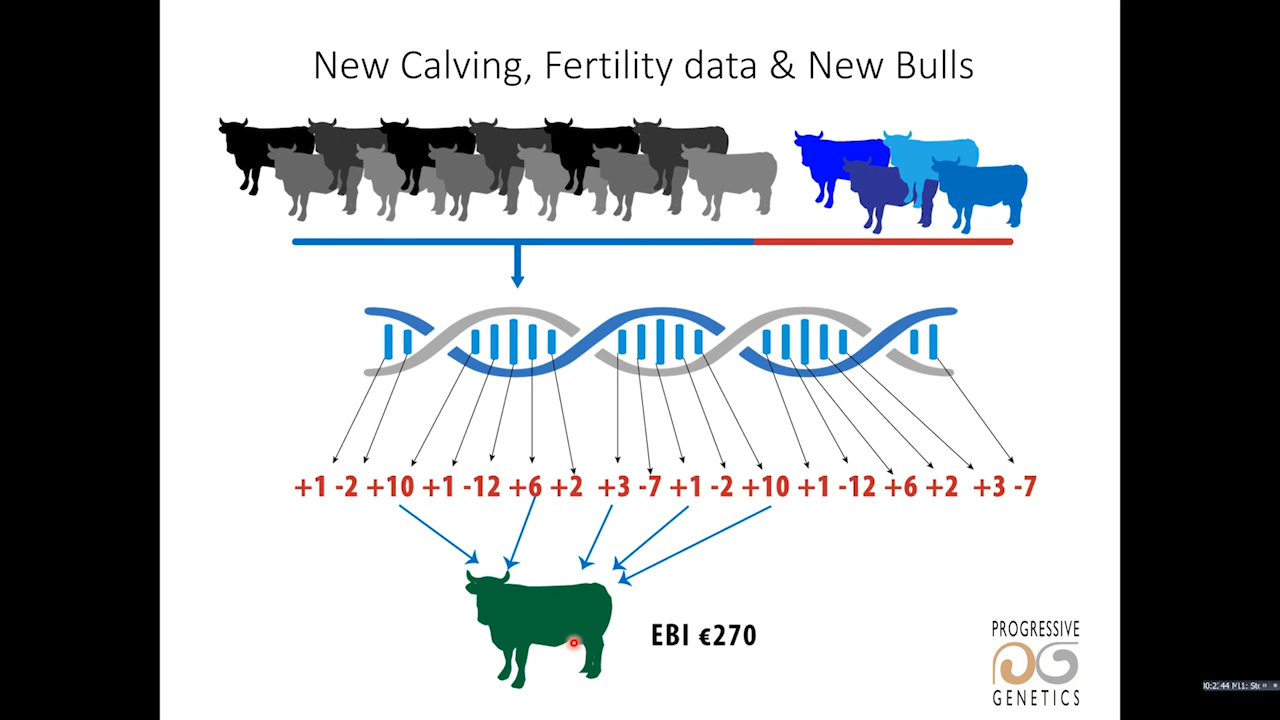 New Calving, Fertility data & New Bulls
+1 -2 +10 +1 -12 +6 +2 +3 -7 +1 -2 +10 +1 -12 +6 +2 +3 -7
EBI €270
PROGRESSIVE
PG
GENETICS